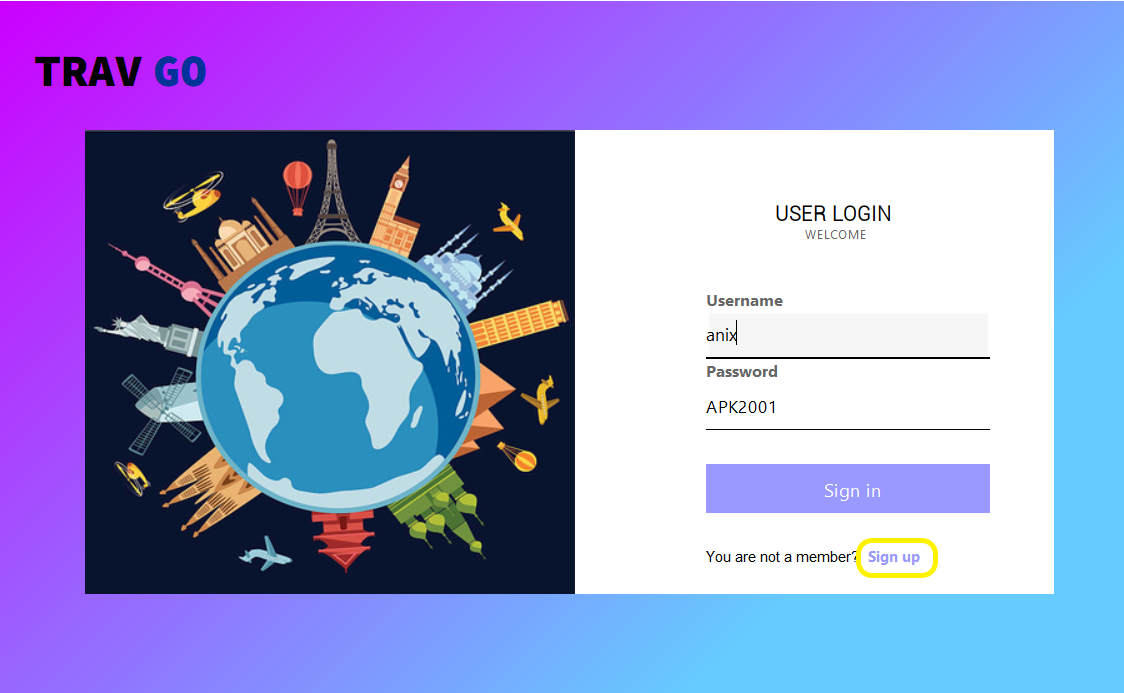 TRAV GO
USER LOGIN
WELCOME
Username
anix
Password
APK2001
Sign in
You are not a member? Sign up